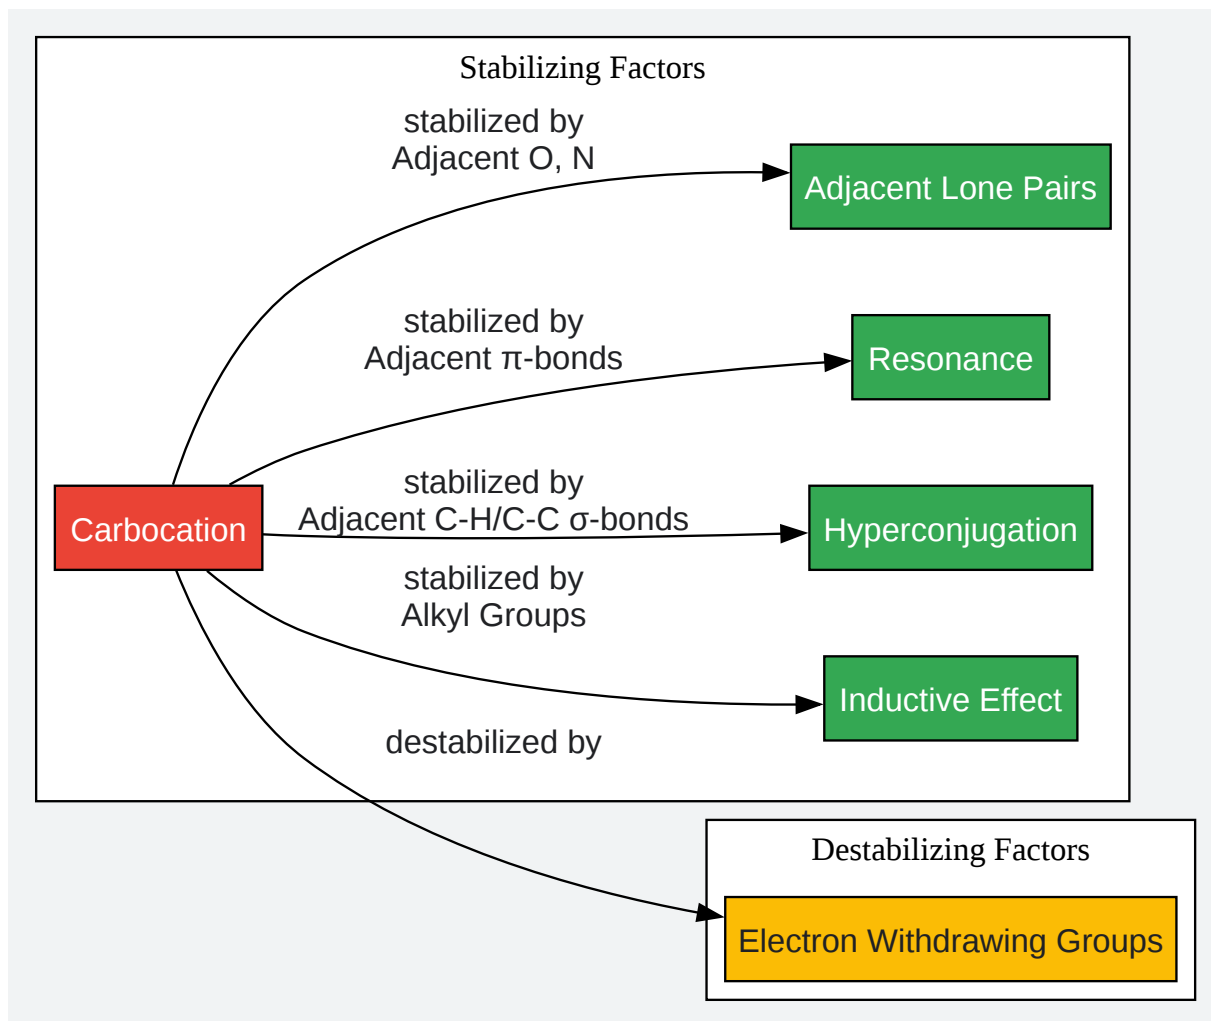 Stabilizing Factors
stabilized by
Adjacent O, N
Adjacent Lone Pairs
stabilized by
Adjacent π-bonds
Resonance
stabilized by
Adjacent C-H/C-C σ-bonds
Carbocation
Hyperconjugation
stabilized by
Alkyl Groups
Inductive Effect
destabilized by
Destabilizing Factors
Electron Withdrawing Groups